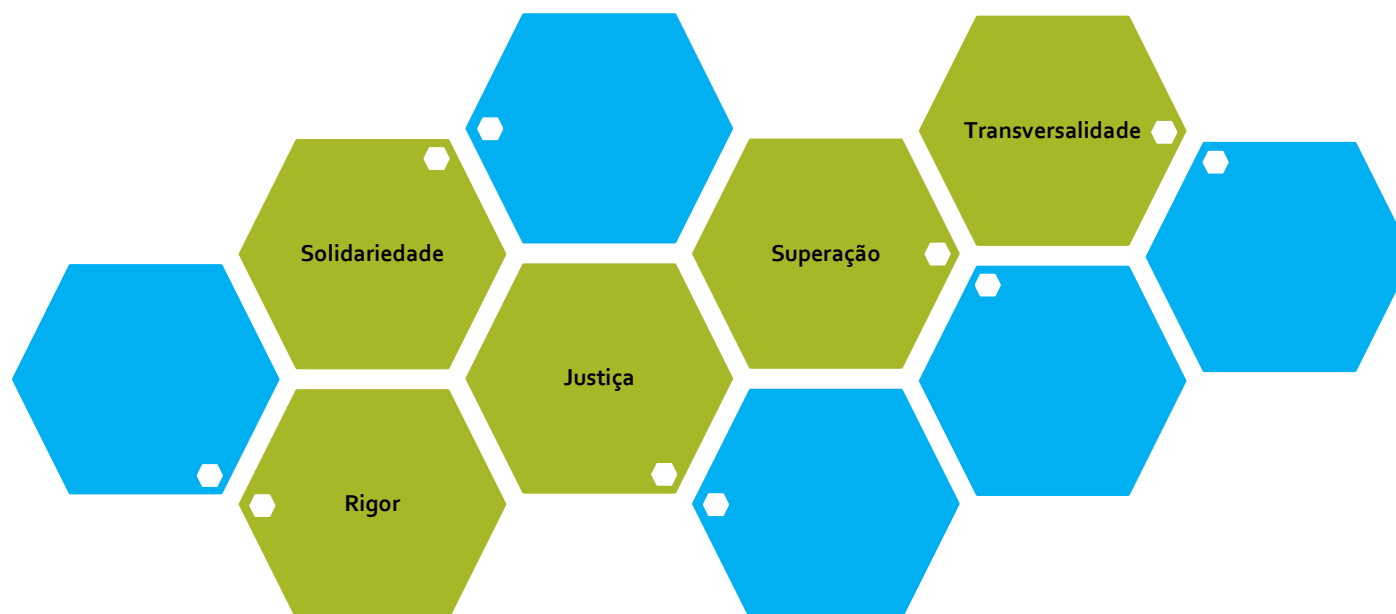 Transversalidade
Solidariedade
Superação
Justiça
Rigor